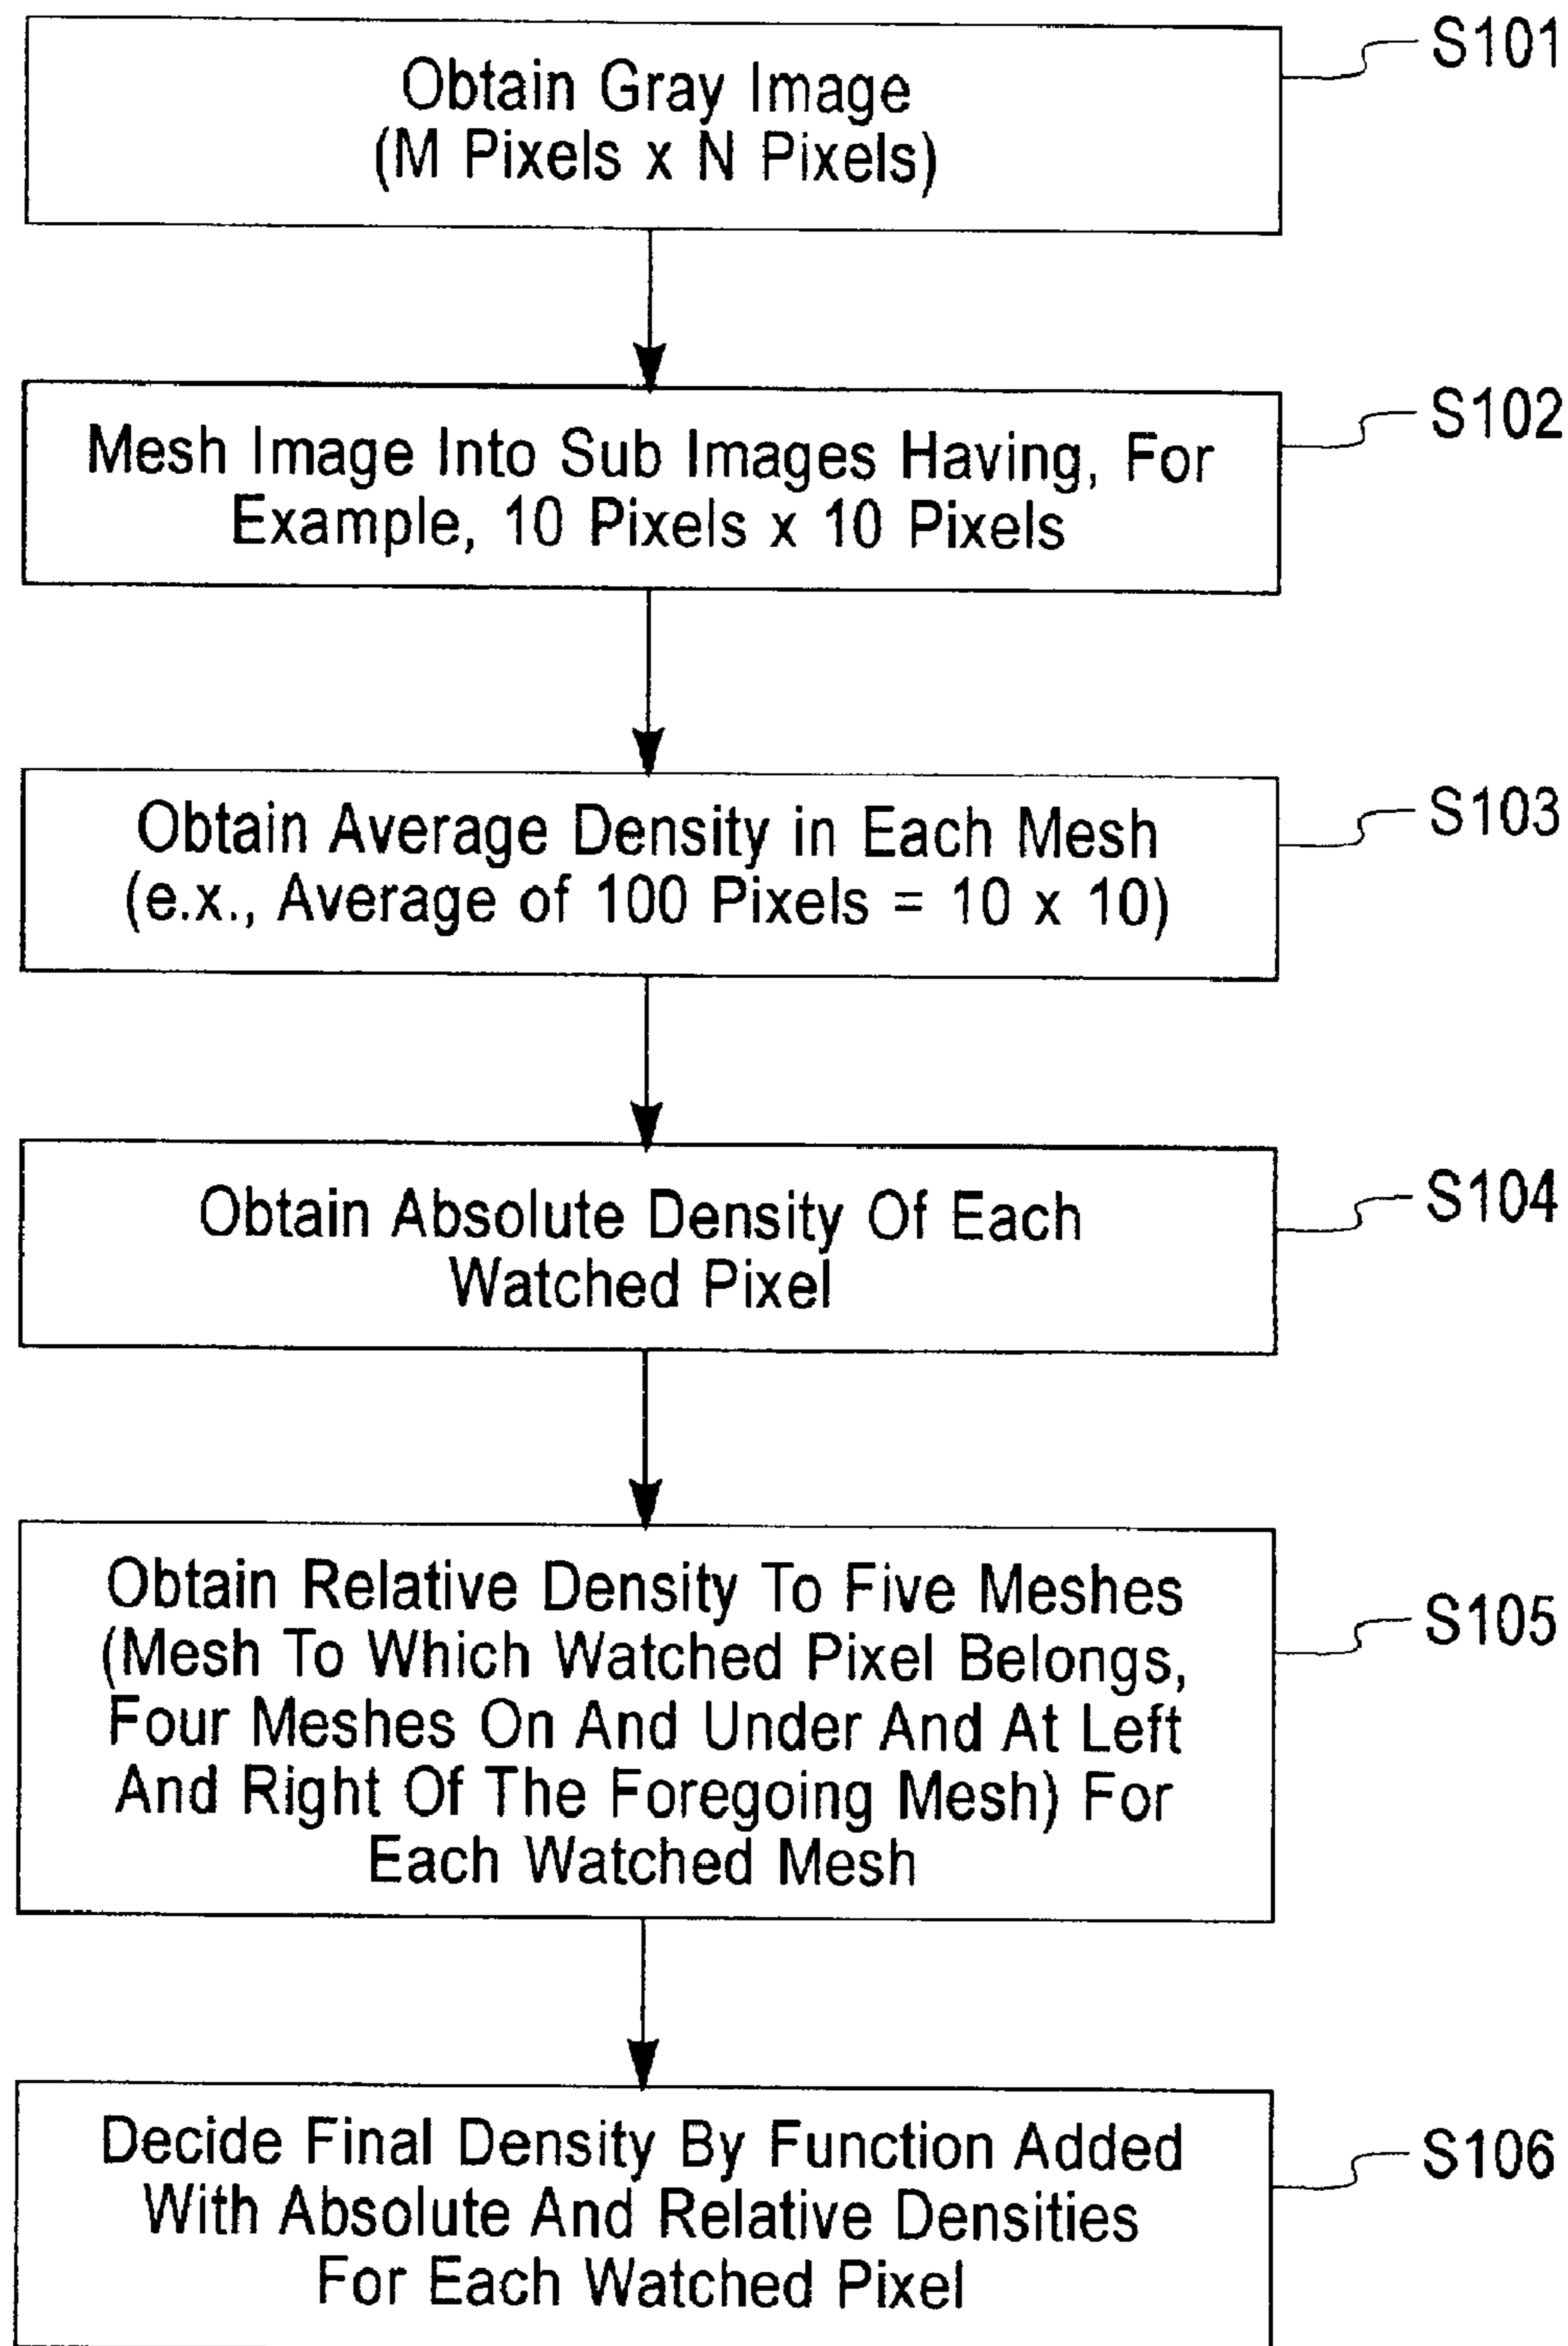 Obtain Gray Image
(M Pixels x N Pixels)
S101
Mesh Image Into Sub Images Having, For
Example, 10 Pixels x 10 Pixels
S102
Obtain Average Density in Each Mesh
(e.x., Average of 100 Pixels = 10 x 10)
S103
Obtain Absolute Density Of Each
Watched Pixel
S104
Obtain Relative Density To Five Meshes
(Mesh To Which Watched Pixel Belongs,
Four Meshes On And Under And At Left
And Right Of The Foregoing Mesh) For
Each Watched Mesh
S105
Decide Final Density By Function Added
With Absolute And Relative Densities
For Each Watched Pixel
S106